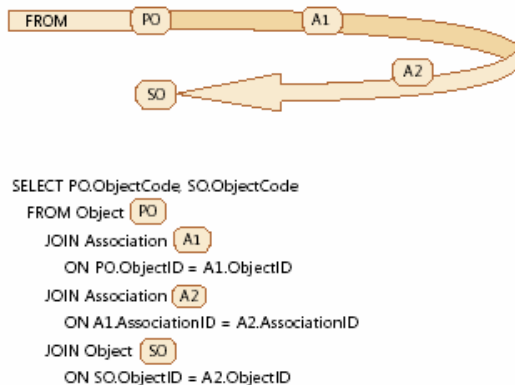 FROM PO A1
A2
SO
SELECT PO.ObjectCode, SO.ObjectCode
FROM Object PO
JOIN Association A1
ON PO.ObjectID = A1.ObjectID
JOIN Association A2
ON A1.AssociationID = A2.AssociationID
JOIN Object SO
ON SO.ObjectID = A2.ObjectID